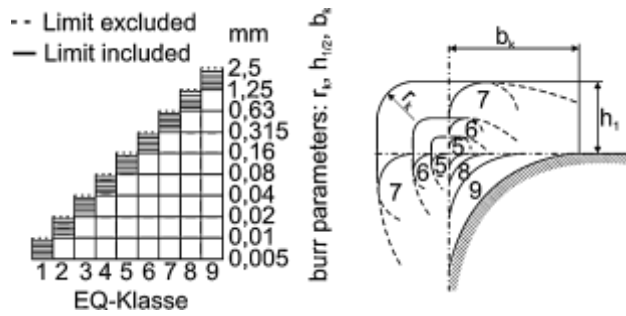 -- Limit excluded
— Limit included
mm
2,5
1,25
0,63
0,315
0,16
0,08
0,04
0,02
0,01
0,005
1 2 3 4 5 6 7 8 9
EQ-Klasse
burr parameters: rₖ, h₁/₂, bₖ
bₖ
rₖ
h₁
7
6
5
7 6 5 8
9